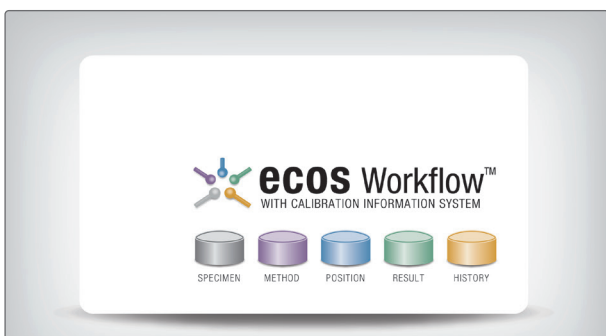 ecos Workflow™
WITH CALIBRATION INFORMATION SYSTEM
SPECIMEN METHOD POSITION RESULT HISTORY